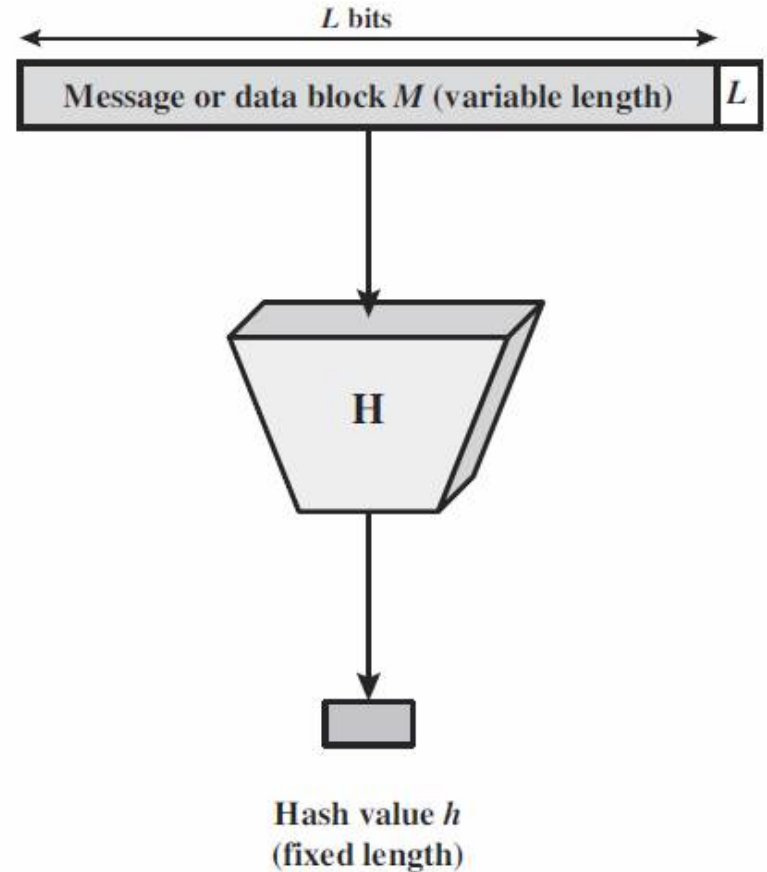 L bits
Message or data block M (variable length) L
H
Hash value h
(fixed length)